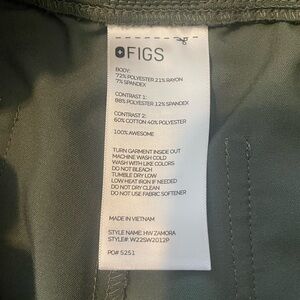 FIGS
BODY:
72% POLYESTER 21% RAYON
7% SPANDEX
CONTRAST 1:
88% POLYESTER 12% SPANDEX
CONTRAST 2:
60% COTTON 40% POLYESTER
100% AWESOME
TURN GARMENT INSIDE OUT
MACHINE WASH COLD
WASH WITH LIKE COLORS
DO NOT BLEACH
TUMBLE DRY LOW
LOW HEAT IRON IF NEEDED
DO NOT DRY CLEAN
DO NOT USE FABRIC SOFTENER
MADE IN VIETNAM
STYLE NAME: HW ZAMORA
STYLE#: W22SW2012P
PO# 5251